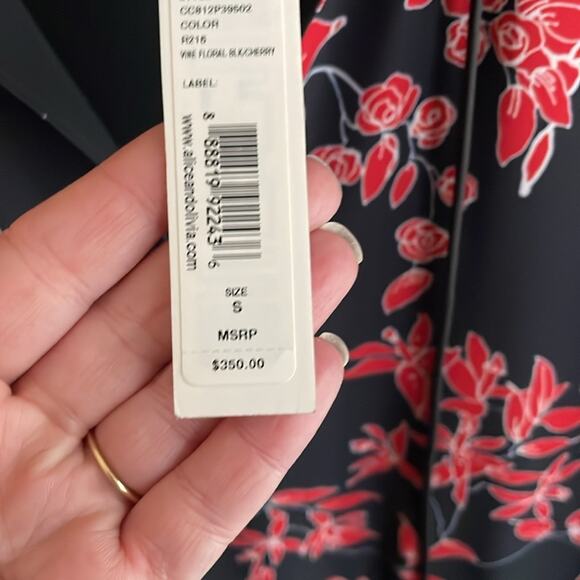 CC812P39502
COLOR
R216
VINE FLORAL BLK/CHERRY
LABEL:
www.aliceandolivia.com
8 88819 92243 6
SIZE
S
MSRP
$350.00